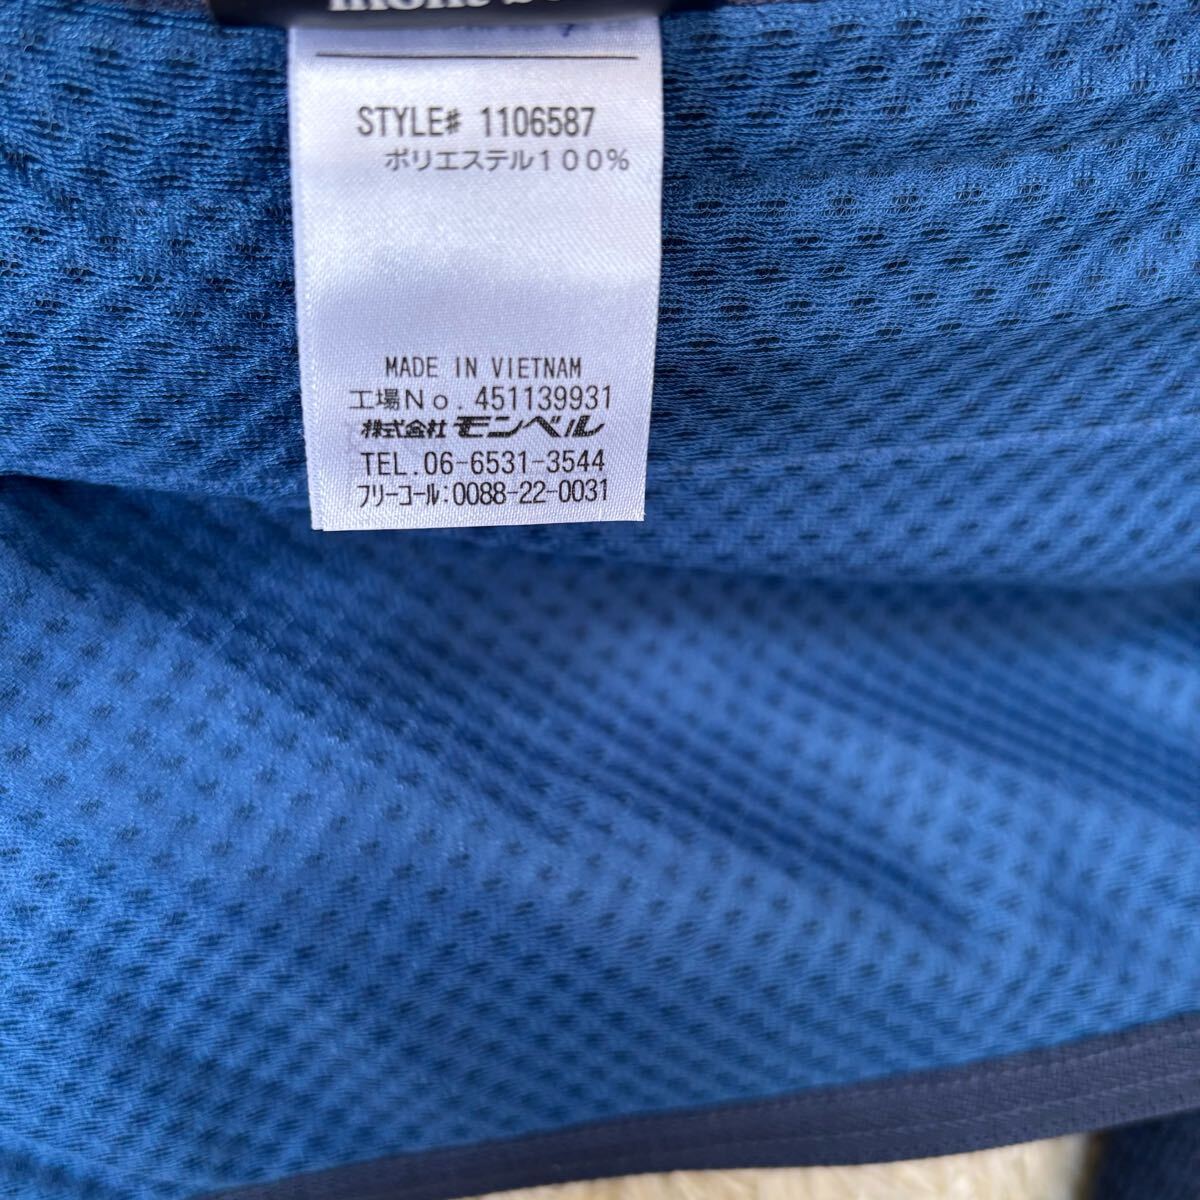 STYLE# 1106587
ポリエステル100%
MADE IN VIETNAM
工場No.451139931
株式会社モンベル
TEL.06-6531-3544
フリーコール:0088-22-0031